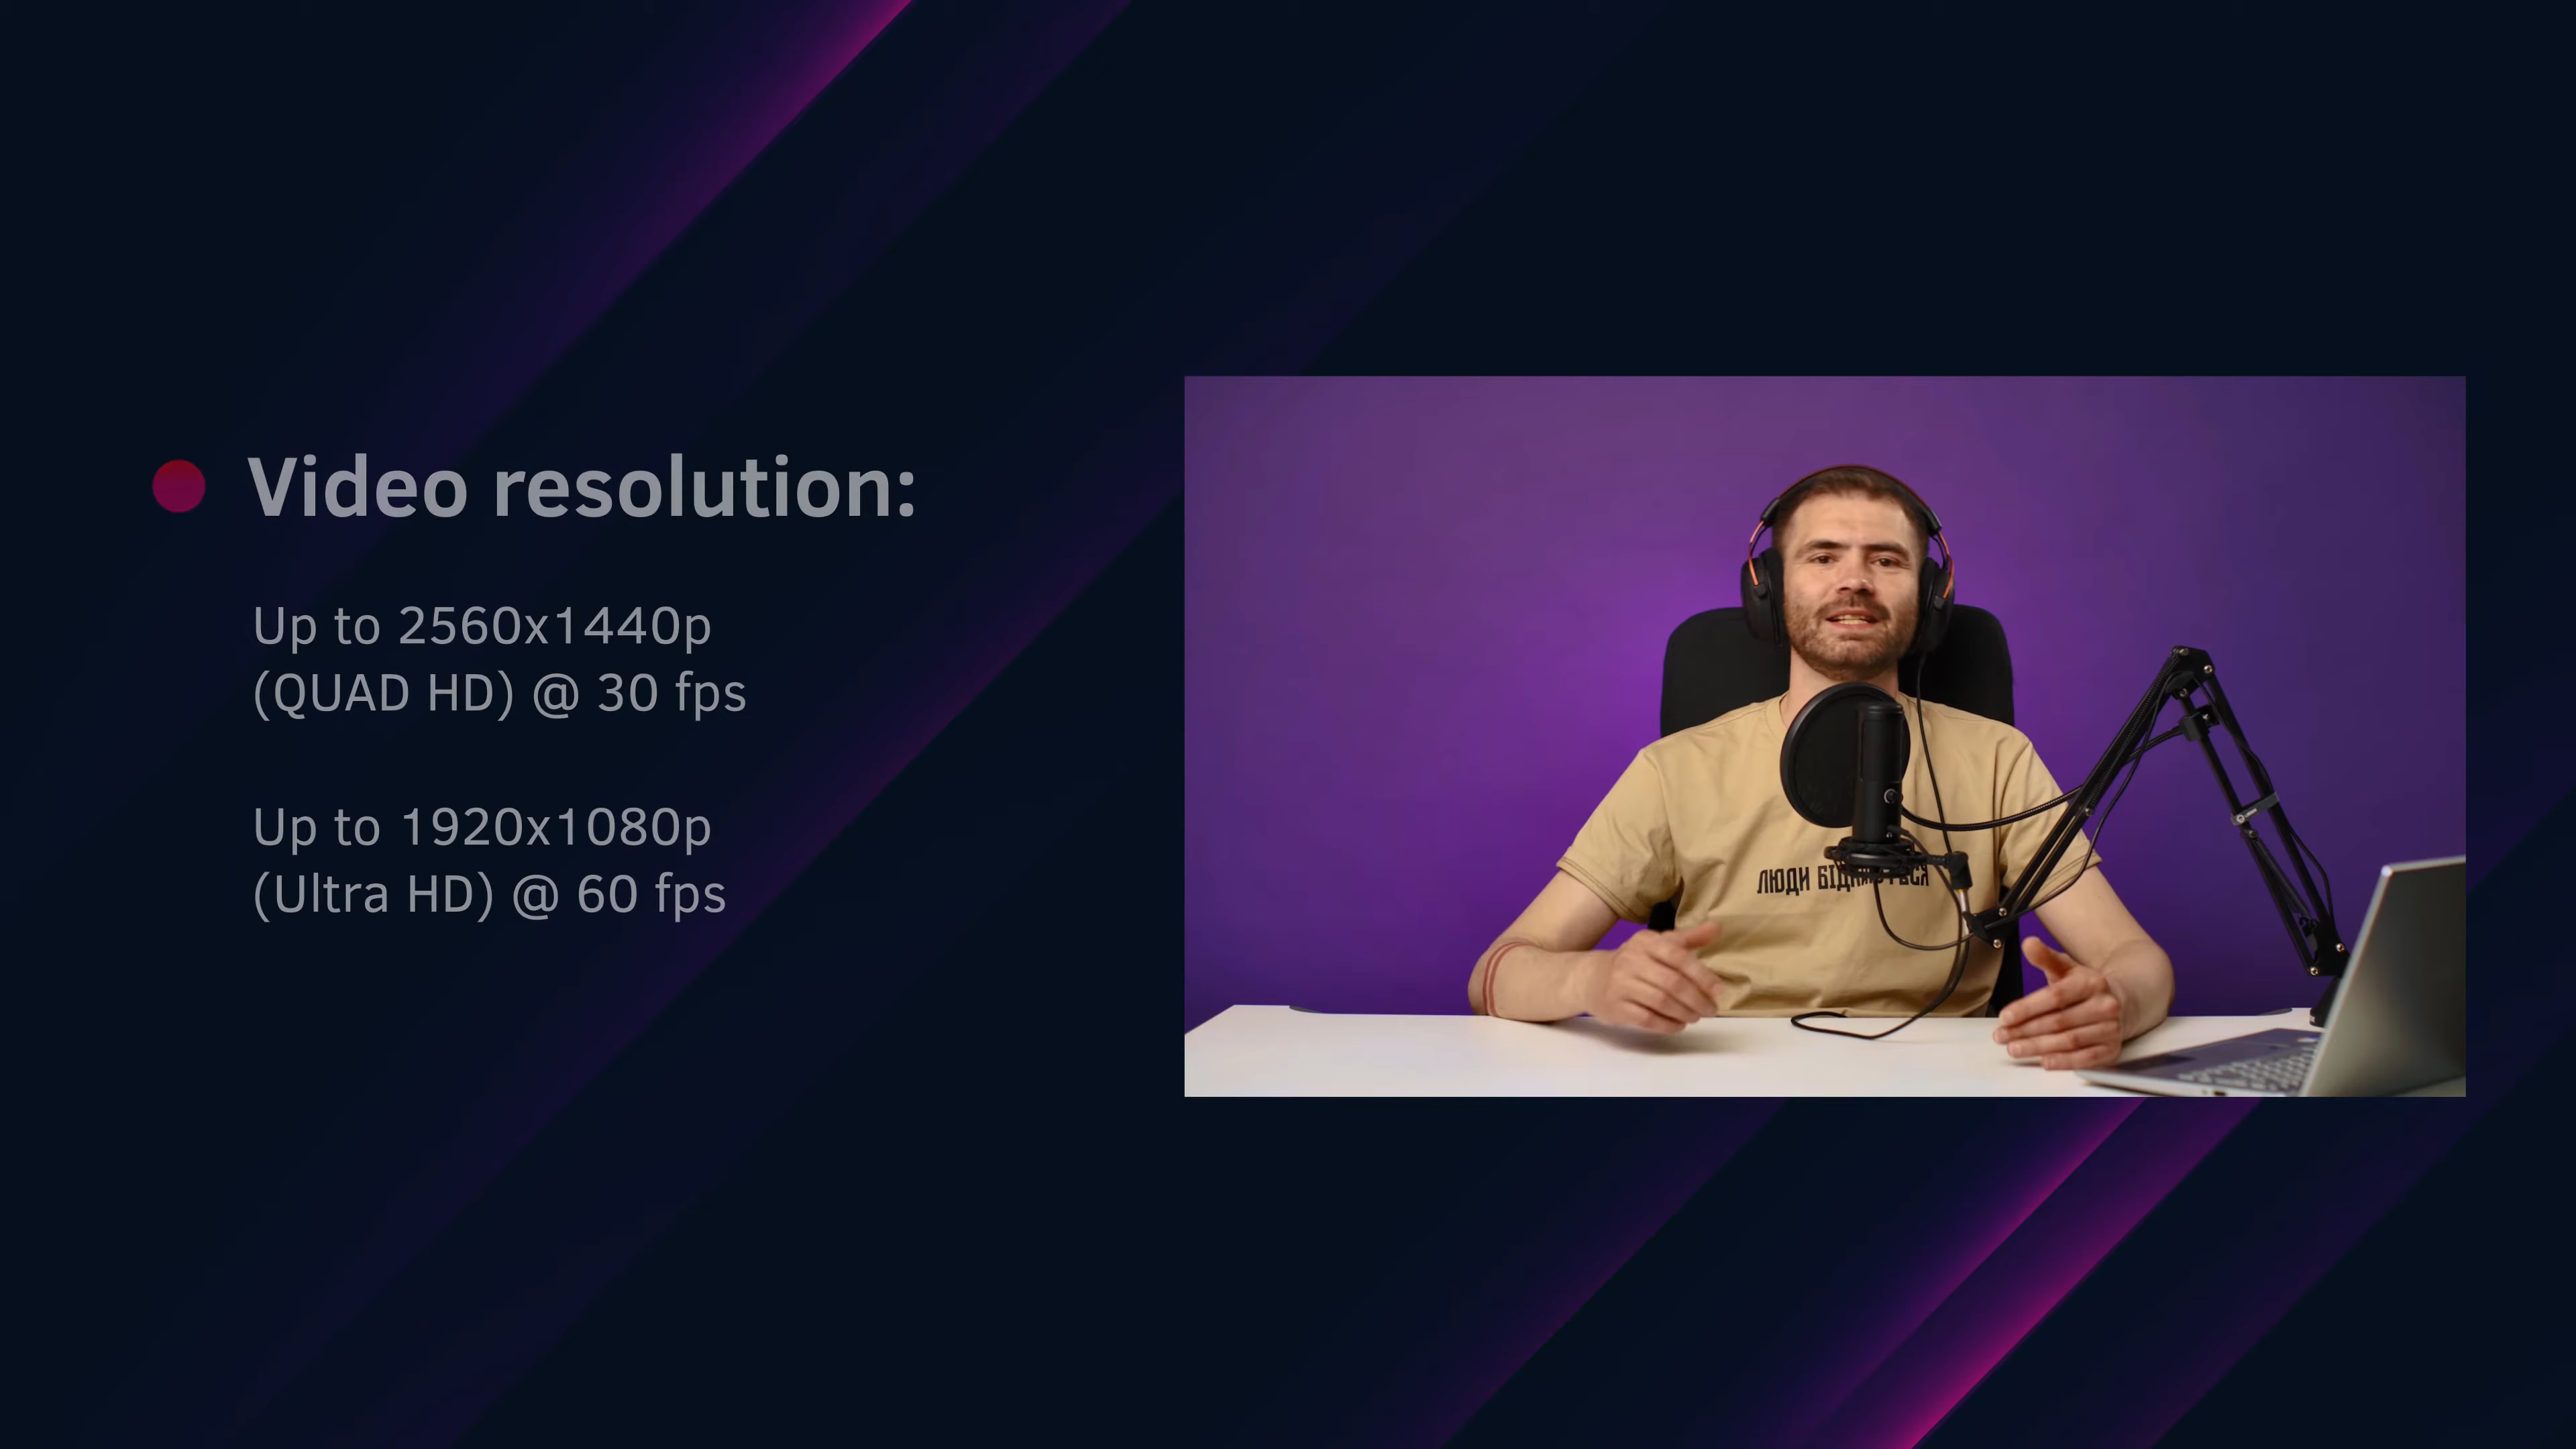 Video resolution:
Up to 2560x1440p
(QUAD HD) @ 30 fps
Up to 1920x1080p
(Ultra HD) @ 60 fps
ЛЮДИ